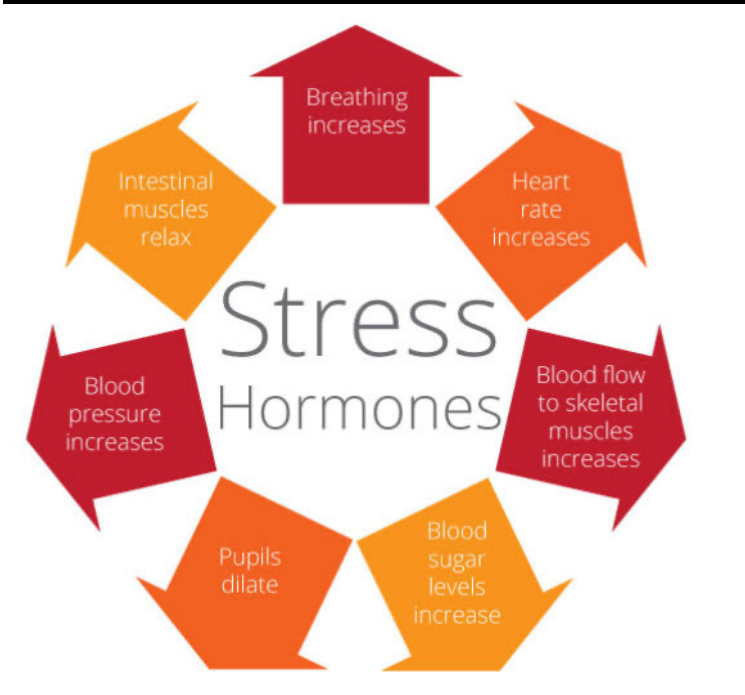 Breathing
increases
Heart
rate
increases
Blood flow
to skeletal
muscles
increases
Blood
sugar
levels
increase
Pupils
dilate
Blood
pressure
increases
Intestinal
muscles
relax
Stress
Hormones